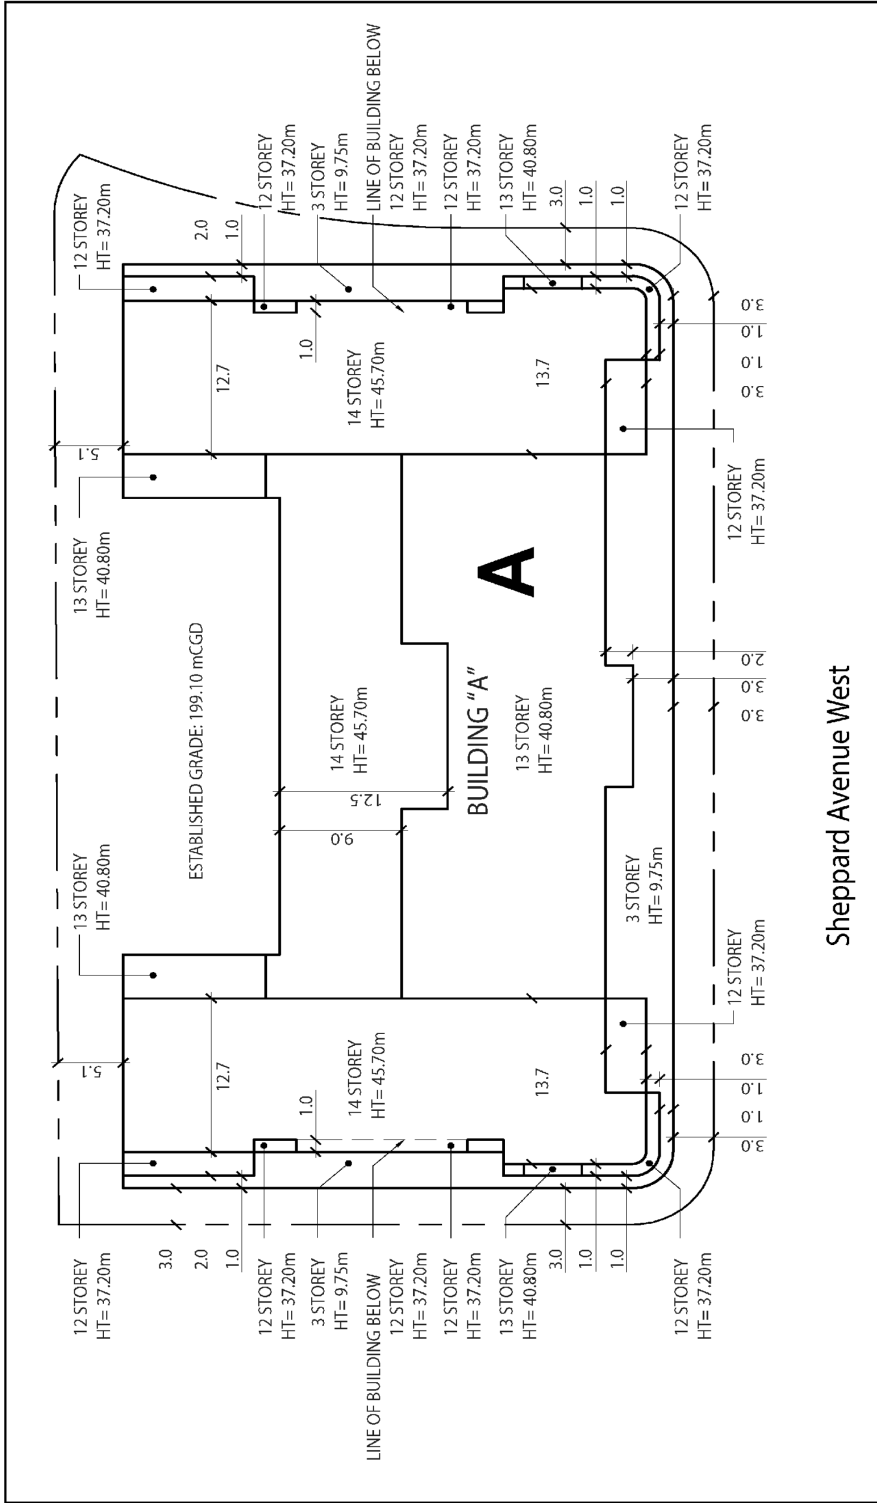 12 STOREY
HT= 37.20m
13 STOREY
HT= 40.80m
13 STOREY
HT= 40.80m
12 STOREY
HT= 37.20m
5.1
5.1
3.0
2.0
1.0
2.0
1.0
ESTABLISHED GRADE: 199.10 mCGD
12.7
12.7
12 STOREY
HT= 37.20m
12 STOREY
HT= 37.20m
3 STOREY
HT= 9.75m
3 STOREY
HT= 9.75m
1.0
1.0
14 STOREY
HT= 45.70m
14 STOREY
HT= 45.70m
14 STOREY
HT= 45.70m
9.0
12.5
LINE OF BUILDING BELOW
12 STOREY
HT= 37.20m
LINE OF BUILDING BELOW
12 STOREY
HT= 37.20m
12 STOREY
HT= 37.20m
12 STOREY
HT= 37.20m
BUILDING "A"
A
13 STOREY
HT= 40.80m
13 STOREY
HT= 40.80m
13 STOREY
HT= 40.80m
13.7
13.7
3.0
1.0
1.0
3.0
1.0
1.0
3 STOREY
HT= 9.75m
12 STOREY
HT= 37.20m
12 STOREY
HT= 37.20m
12 STOREY
HT= 37.20m
12 STOREY
HT= 37.20m
3.0
1.0
1.0
3.0
3.0
3.0
2.0
3.0
1.0
1.0
3.0
Sheppard Avenue West